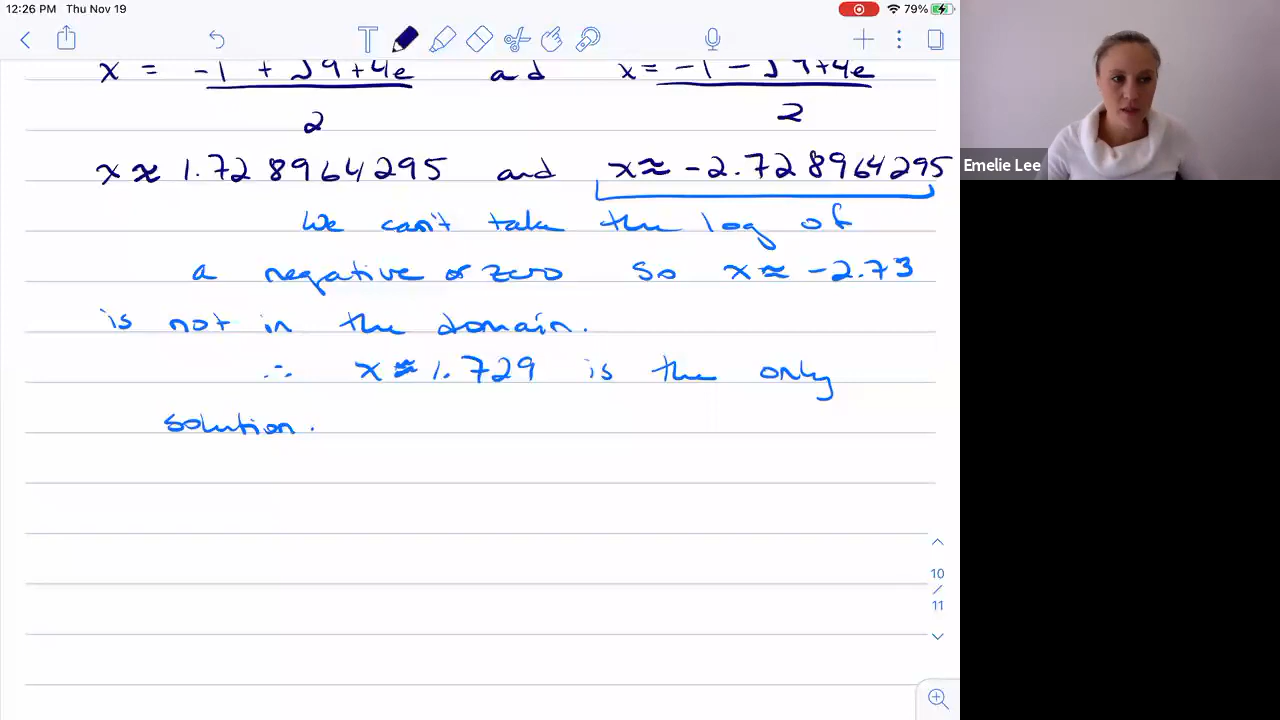 12:26 PM Thu Nov 19
79%
x = -1 + √9+4e and x = -1 - √9+4e
2 2
x ≈ 1.728964295 and x ≈ -2.728964295
Emelie Lee
We can't take the log of
a negative or zero so x ≈ -2.73
is not in the domain.
∴ x ≈ 1.729 is the only
solution.
10
/
11